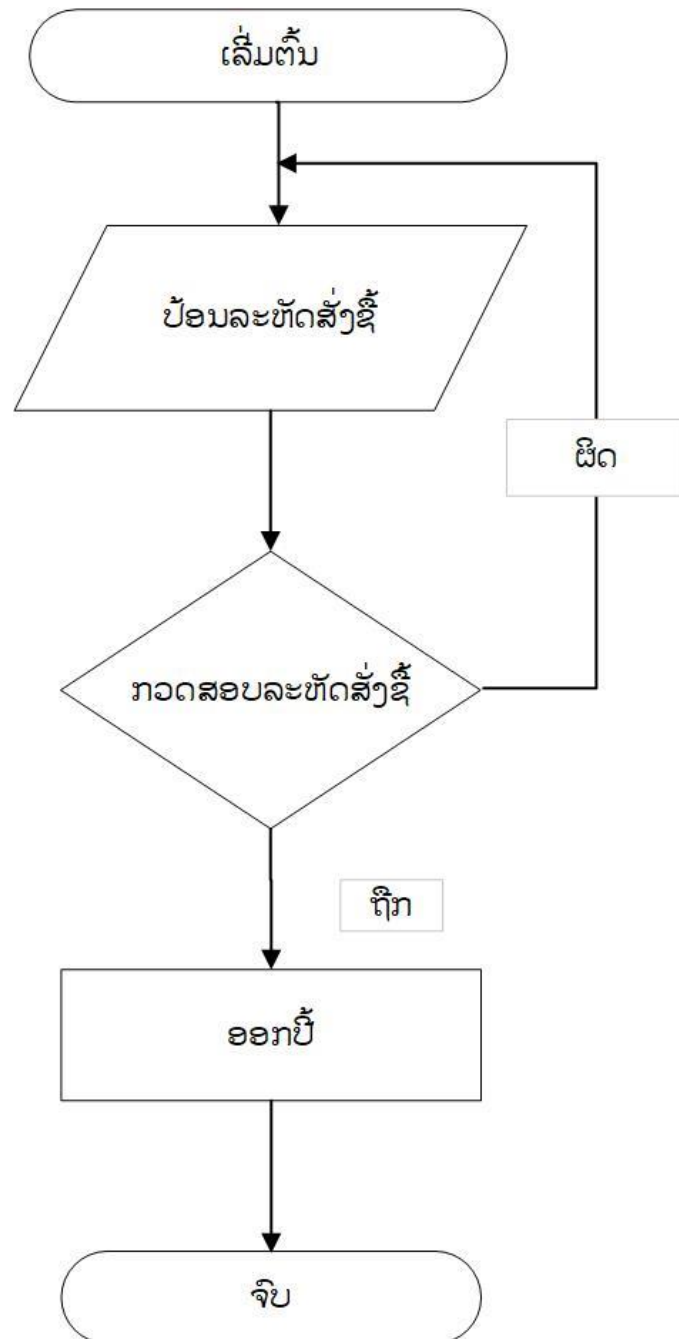 ເລີ່ມຕົ້ນ
ປ້ອນລະຫັດສັ່ງຊື້
ຜິດ
ກວດສອບລະຫັດສັ່ງຊື້
ຖືກ
ອອກປີ້
ຈົບ